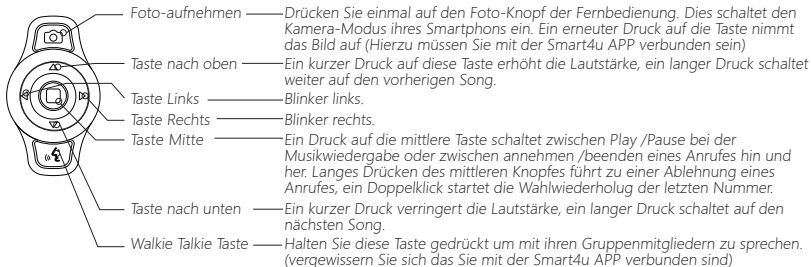 Foto-aufnehmen Drücken Sie einmal auf den Foto-Knopf der Fernbedienung. Dies schaltet den
Kamera-Modus ihres Smartphons ein. Ein erneuter Druck auf die Taste nimmt
das Bild auf (Hierzu müssen Sie mit der Smart4u APP verbunden sein)
Taste nach oben Ein kurzer Druck auf diese Taste erhöht die Lautstärke, ein langer Druck schaltet
weiter auf den vorherigen Song.
Taste Links Blinker links.
Taste Rechts Blinker rechts.
Taste Mitte Ein Druck auf die mittlere Taste schaltet zwischen Play /Pause bei der
Musikwiedergabe oder zwischen annehmen /beenden eines Anrufes hin und
her. Langes Drücken des mittleren Knopfes führt zu einer Ablehnung eines
Anrufes, ein Doppelklick startet die Wahlwiederholug der letzten Nummer.
Taste nach unten Ein kurzer Druck verringert die Lautstärke, ein langer Druck schaltet auf den
nächsten Song.
Walkie Talkie Taste Halten Sie diese Taste gedrückt um mit ihren Gruppenmitgliedern zu sprechen.
(vergewissern Sie sich das Sie mit der Smart4u APP verbunden sind)